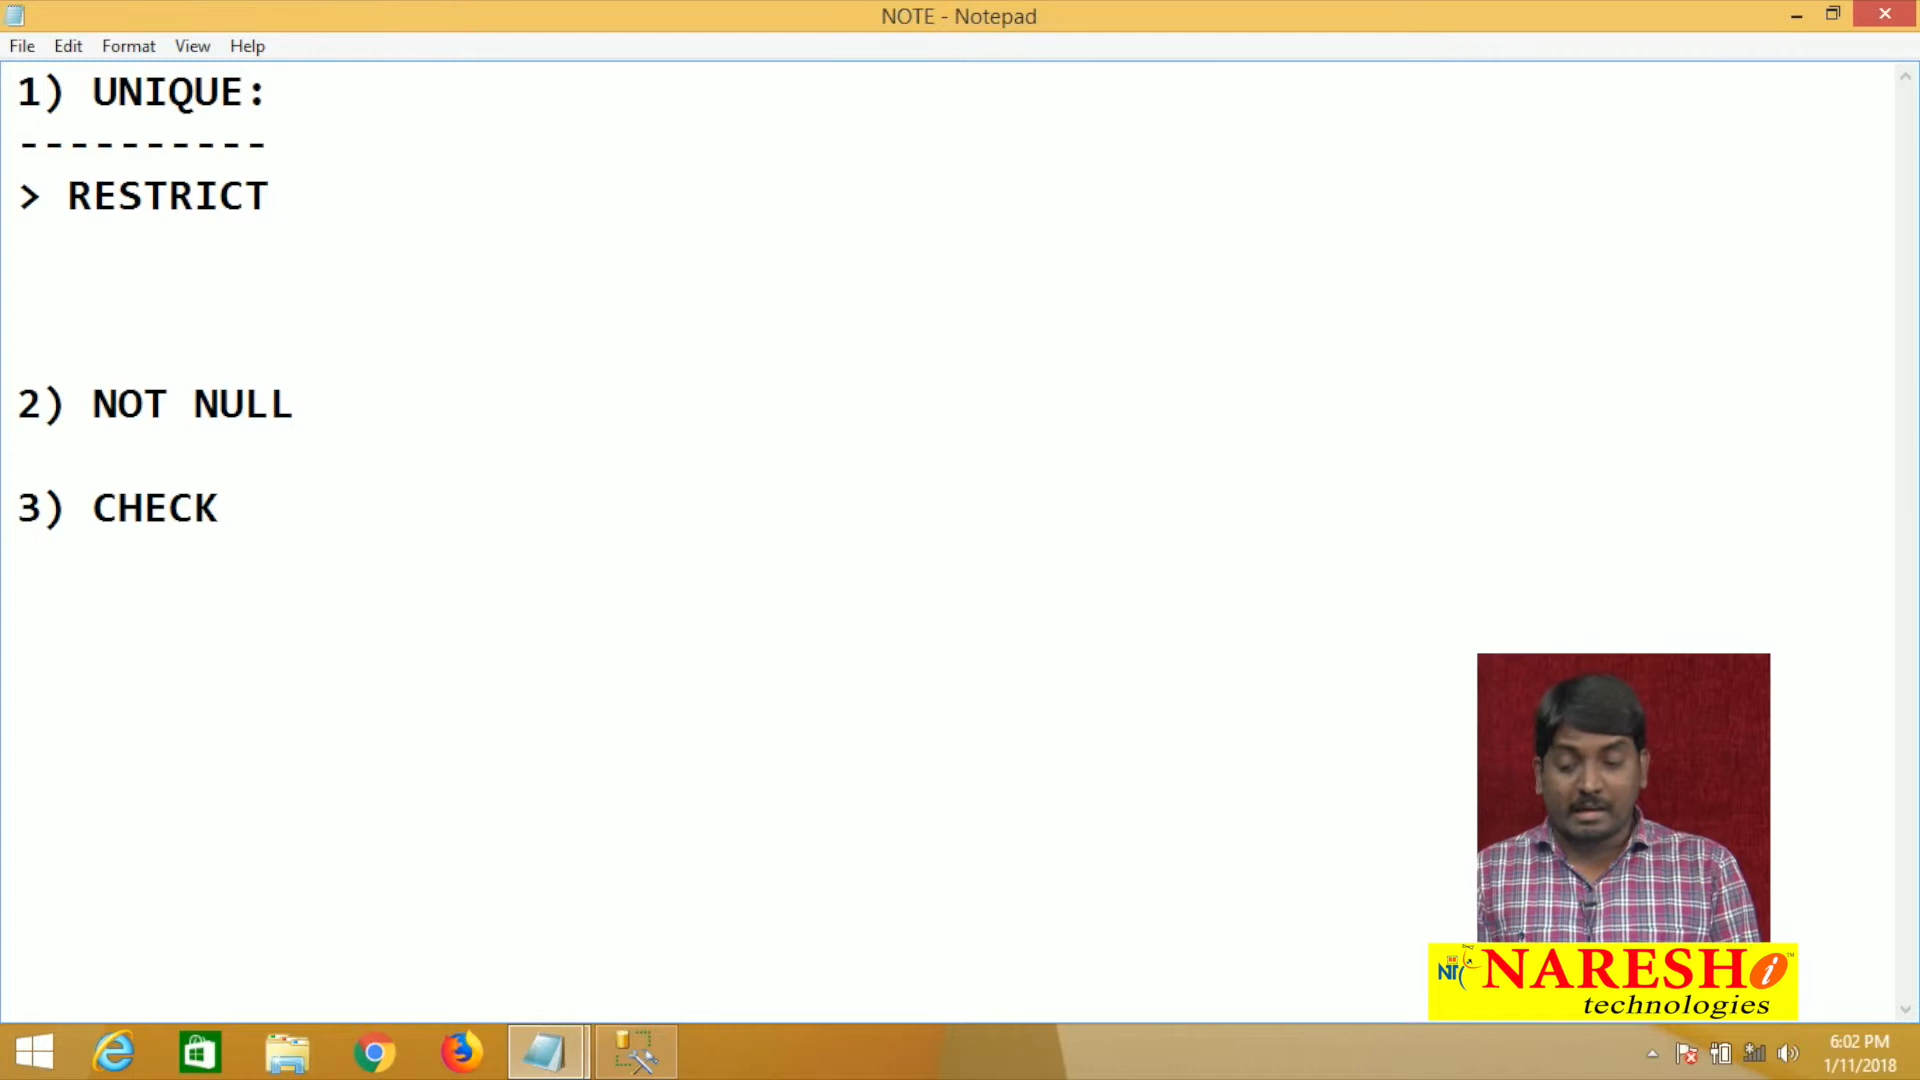 NOTE - Notepad
File Edit Format View Help
1) UNIQUE:
----------
> RESTRICT
2) NOT NULL
3) CHECK
NARESHi™
technologies
6:02 PM
1/11/2018